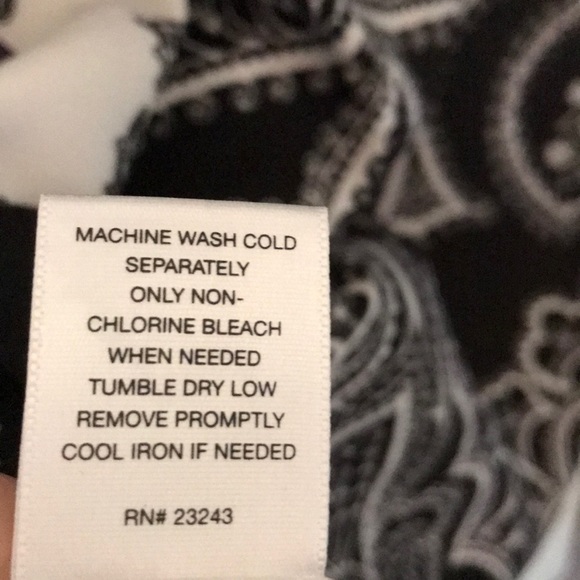 MACHINE WASH COLD
SEPARATELY
ONLY NON-
CHLORINE BLEACH
WHEN NEEDED
TUMBLE DRY LOW
REMOVE PROMPTLY
COOL IRON IF NEEDED
RN# 23243